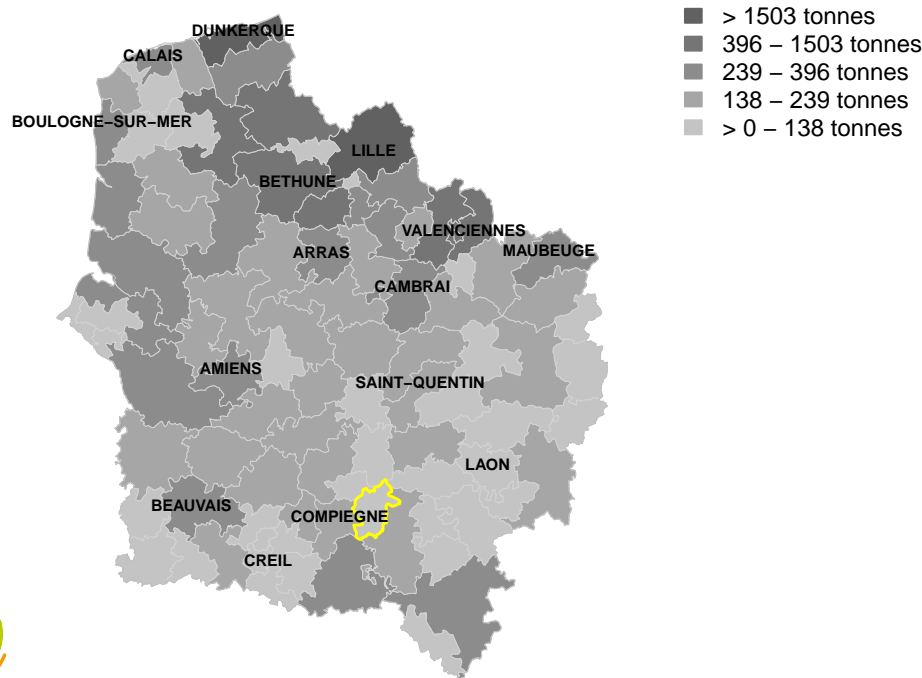 DUNKERQUE
CALAIS
BOULOGNE−SUR−MER
LILLE
BETHUNE
VALENCIENNES
MAUBEUGE
ARRAS
CAMBRAI
AMIENS
SAINT−QUENTIN
LAON
BEAUVAIS
COMPIEGNE
CREIL
> 1503 tonnes
396 − 1503 tonnes
239 − 396 tonnes
138 − 239 tonnes
> 0 − 138 tonnes